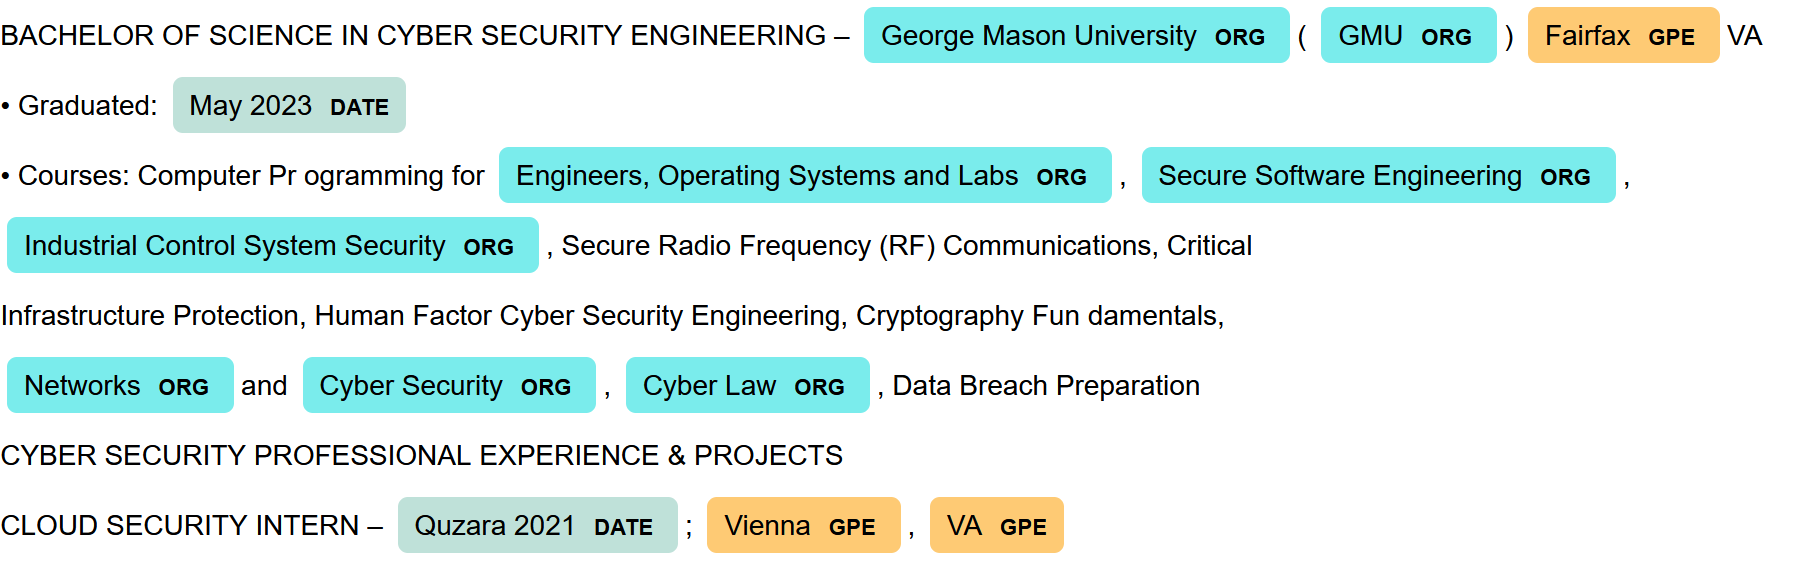 BACHELOR OF SCIENCE IN CYBER SECURITY ENGINEERING – George Mason University ORG ( GMU ORG ) Fairfax GPE VA
• Graduated: May 2023 DATE
• Courses: Computer Pr ogramming for Engineers, Operating Systems and Labs ORG , Secure Software Engineering ORG ,
Industrial Control System Security ORG , Secure Radio Frequency (RF) Communications, Critical
Infrastructure Protection, Human Factor Cyber Security Engineering, Cryptography Fun damentals,
Networks ORG and Cyber Security ORG , Cyber Law ORG , Data Breach Preparation
CYBER SECURITY PROFESSIONAL EXPERIENCE & PROJECTS
CLOUD SECURITY INTERN – Quzara 2021 DATE ; Vienna GPE , VA GPE